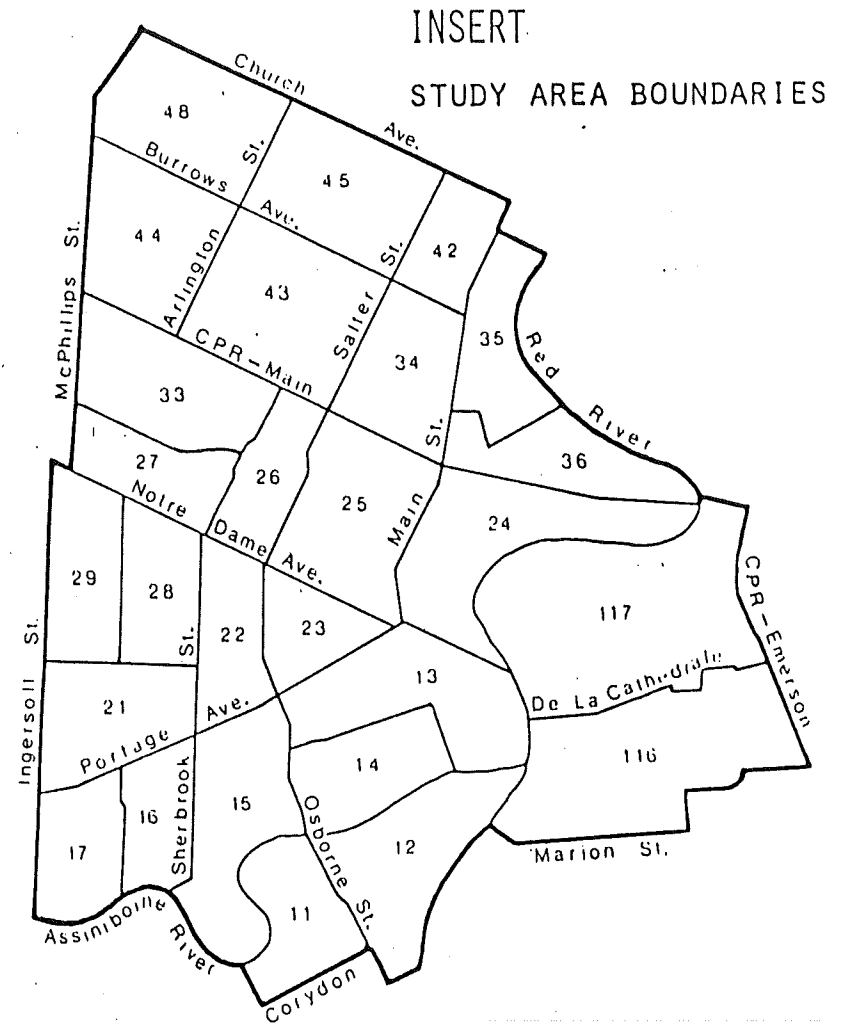 INSERT
STUDY AREA BOUNDARIES
Church Ave.
48
45
Burrows Ave.
Arlington St.
44
43
42
Salter St.
McPhillips St.
CPR-Main
35
Red River
34
33
Main St.
36
27
26
25
24
Notre Dame Ave.
29
28
22
23
117
CPR-Emerson
Ingersoll St.
21
13
De La Cathedrale
Portage Ave.
14
116
Sherbrook St.
15
16
17
Osborne St.
12
Marion St.
11
Assiniboine River
Corydon